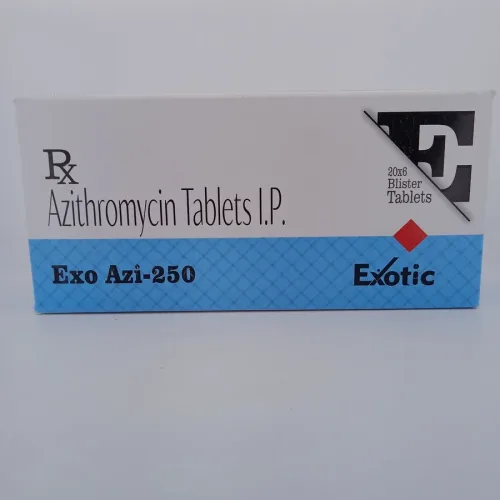 Rx
Azithromycin Tablets I.P.
Exo Azi-250
E
20x6
Blister
Tablets
Exotic